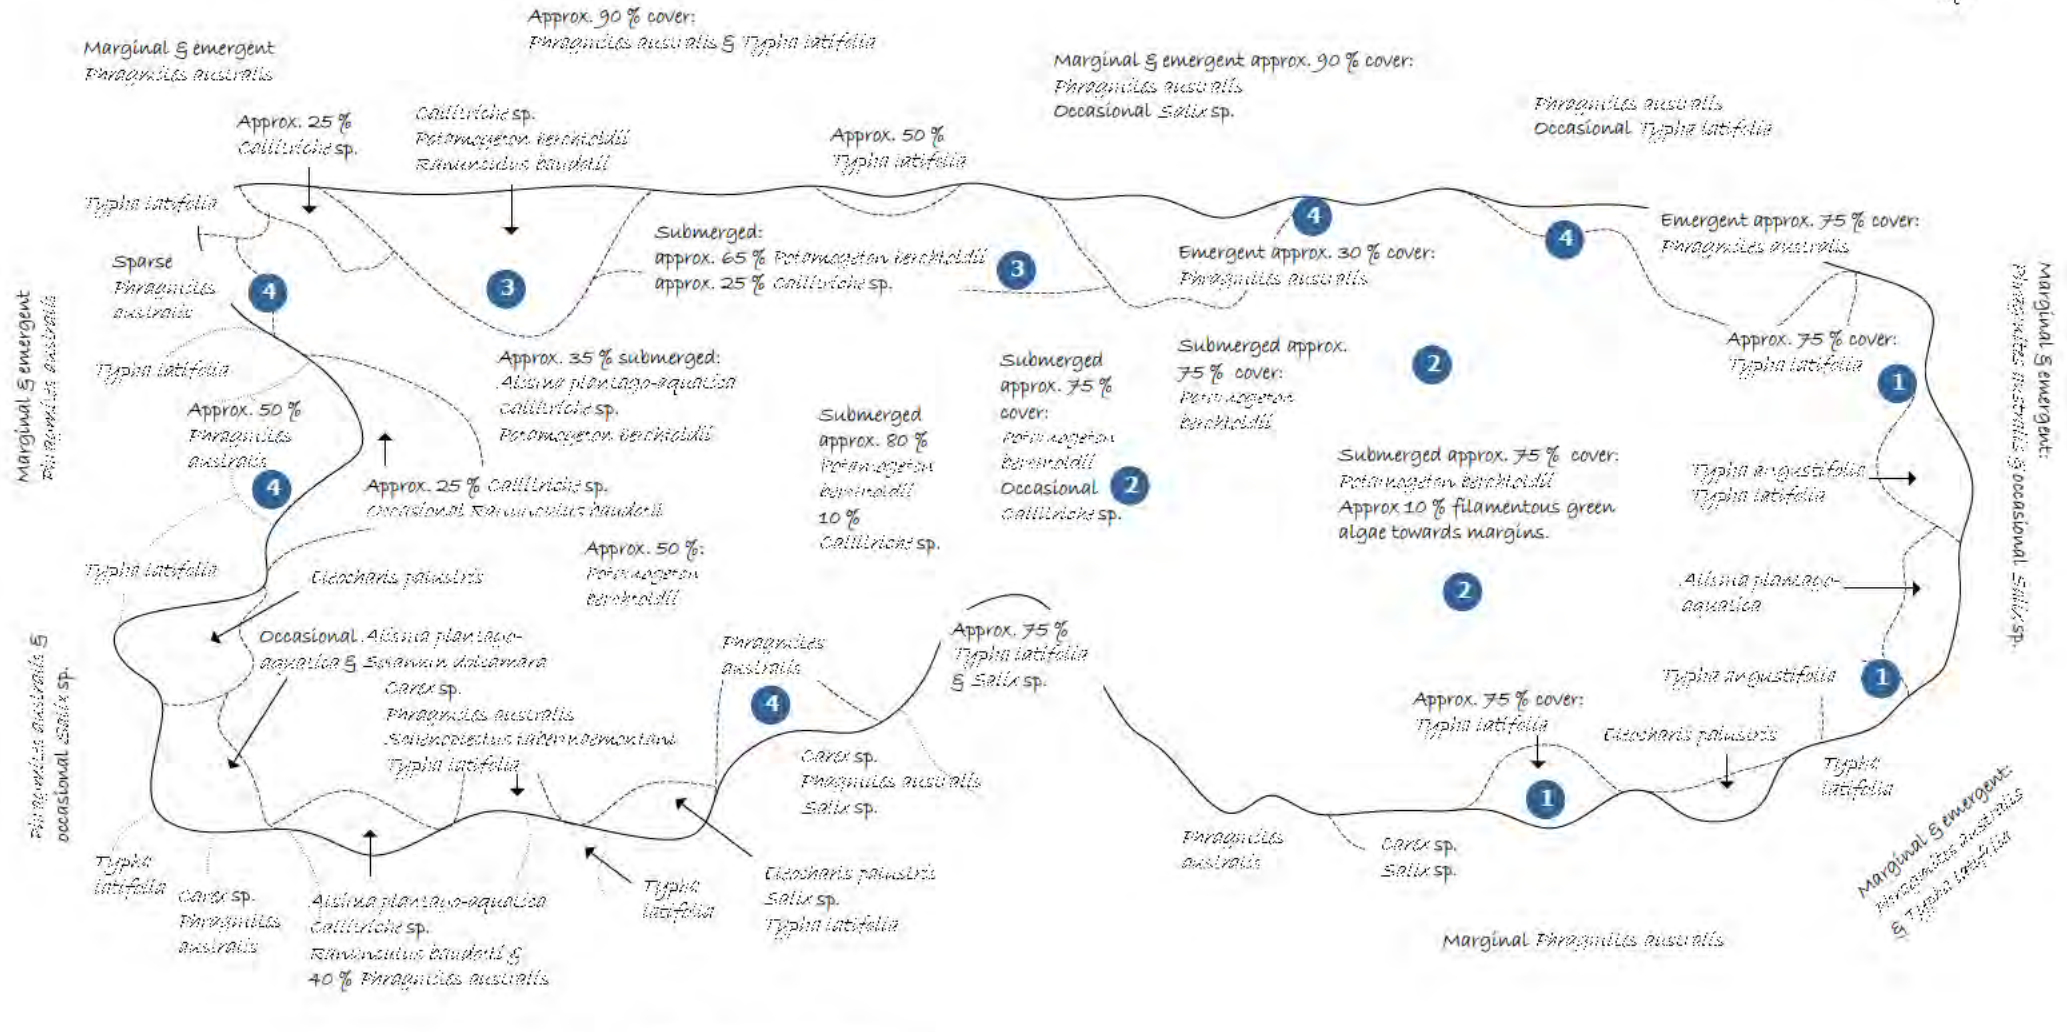 Approx. 90 % cover:
Phragmites australis & Typha latifolia
Marginal & emergent
Phragmites australis
Marginal & emergent approx. 90 % cover:
Phragmites australis
Occasional Salix sp.
Phragmites australis
Occasional Typha latifolia
Approx. 25 %
Callitriche sp.
Callitriche sp.
Potamogeton berchtoldii
Ranunculus baudotii
Approx. 50 %
Typha latifolia
Typha latifolia
4
4
Emergent approx. 75 % cover:
Phragmites australis
Submerged:
approx. 65 % Potamogeton berchtoldii
approx. 25 % Callitriche sp.
3
Emergent approx. 30 % cover:
Phragmites australis
Sparse
Phragmites
australis
4
3
Marginal & emergent
Phragmites australis
Marginal & emergent:
Phragmites australis & occasional Salix sp.
Typha latifolia
Approx. 35 % submerged:
Alisma plantago-aquatica
Callitriche sp.
Potamogeton berchtoldii
Submerged
approx. 75 %
cover:
Potamogeton
berchtoldii
Occasional
Callitriche sp.
2
Submerged approx.
75 % cover:
Potamogeton
berchtoldii
2
Approx. 75 % cover:
Typha latifolia
1
Approx. 50 %
Phragmites
australis
4
Submerged
approx. 80 %
Potamogeton
berchtoldii
10 %
Callitriche sp.
Approx. 25 % Callitriche sp.
Occasional Ranunculus baudotii
Submerged approx. 75 % cover:
Potamogeton berchtoldii
Approx 10 % filamentous green
algae towards margins.
Typha angustifolia
Typha latifolia
Typha latifolia
Eleocharis palustris
Approx. 50 %:
Potamogeton
berchtoldii
2
Alisma plantago-
aquatica
Phragmites australis &
occasional Salix sp.
Occasional Alisma plantago-
aquatica & Solanum dulcamara
Carex sp.
Phragmites australis
Schenoplectus tabernaemontani
Typha latifolia
Phragmites
australis
4
Approx. 75 %
Typha latifolia
& Salix sp.
Typha angustifolia
1
Approx. 75 % cover:
Typha latifolia
1
Eleocharis palustris
Typha
latifolia
Carex sp.
Phagmites australis
Salix sp.
Phragmites
australis
Carex sp.
Salix sp.
Marginal & emergent:
Phragmites australis
& Typha latifolia
Typha
latifolia
Carex sp.
Phragmites
australis
Alisma plantago-aquatica
Callitriche sp.
Ranunculus baudotii &
40 % Phragmites australis
Typha
latifolia
Eleocharis palustris
Salix sp.
Typha latifolia
Marginal Phragmites australis